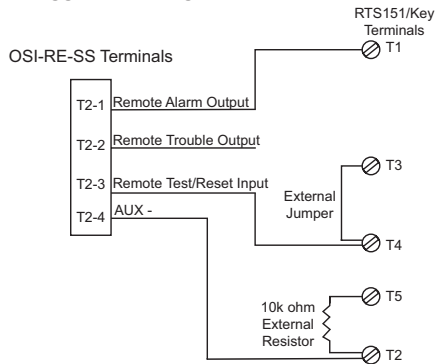 RTS151/Key
Terminals
T1
OSI-RE-SS Terminals
T2-1 Remote Alarm Output
T2-2 Remote Trouble Output
T2-3 Remote Test/Reset Input
T2-4 AUX -
T3
External
Jumper
T4
T5
10k ohm
External
Resistor
T2